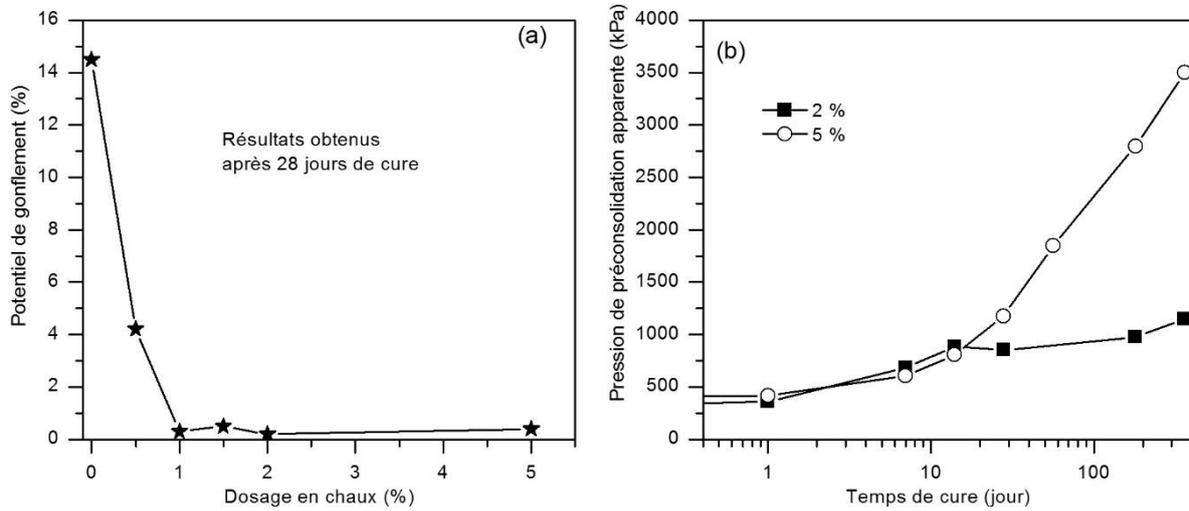 (a)
Potentiel de gonflement (%)
16
14
12
10
8
6
4
2
0
Résultats obtenus
après 28 jours de cure
0 1 2 3 4 5
Dosage en chaux (%)
(b)
Pression de préconsolidation apparente (kPa)
4000
3500
3000
2500
2000
1500
1000
500
0
2 %
5 %
1 10 100
Temps de cure (jour)